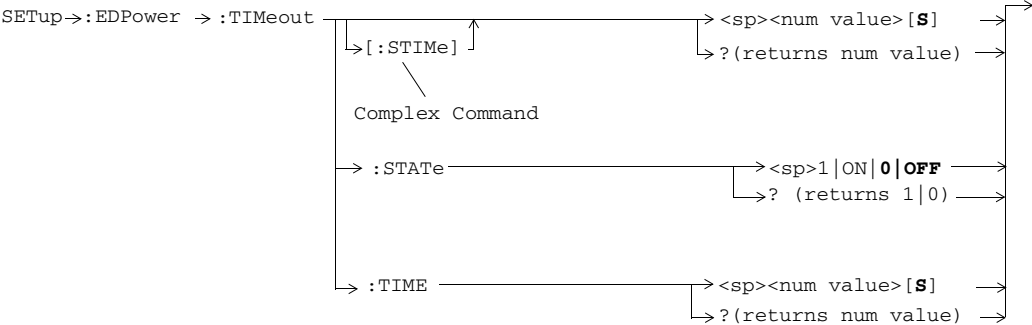 SETup :EDPower :TIMeout <sp><num value>[S]
[:STIMe] ?(returns num value)
Complex Command
:STATe <sp>1|ON|0|OFF
? (returns 1|0)
:TIME <sp><num value>[S]
?(returns num value)